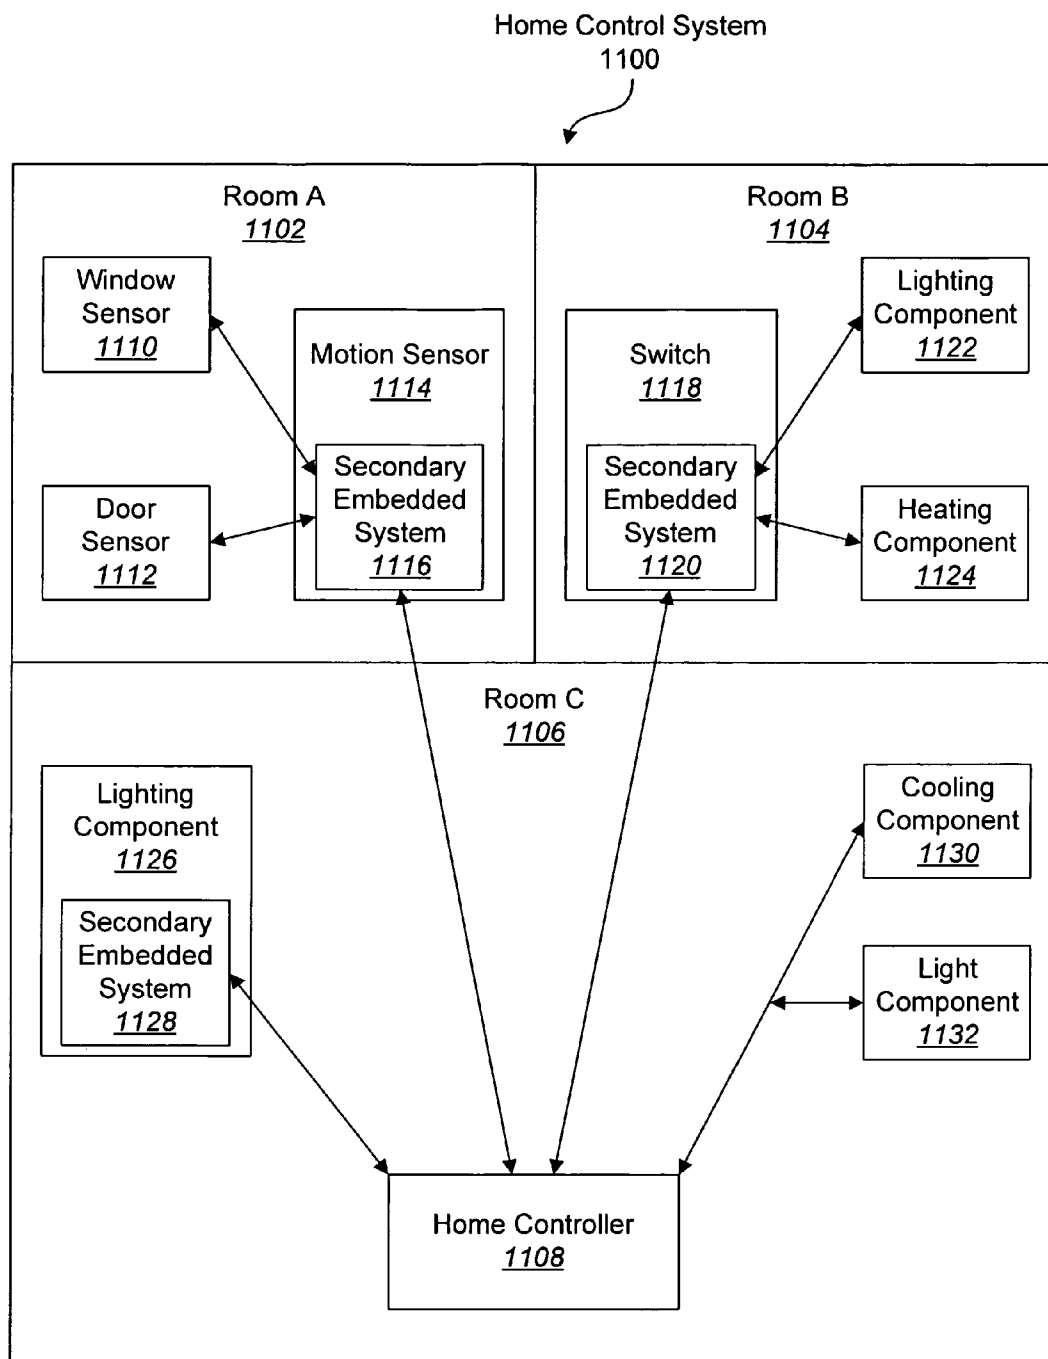 Home Control System
1100
Room A
1102
Window
Sensor
1110
Motion Sensor
1114
Secondary
Embedded
System
1116
Door
Sensor
1112
Room B
1104
Switch
1118
Secondary
Embedded
System
1120
Lighting
Component
1122
Heating
Component
1124
Room C
1106
Lighting
Component
1126
Secondary
Embedded
System
1128
Cooling
Component
1130
Light
Component
1132
Home Controller
1108